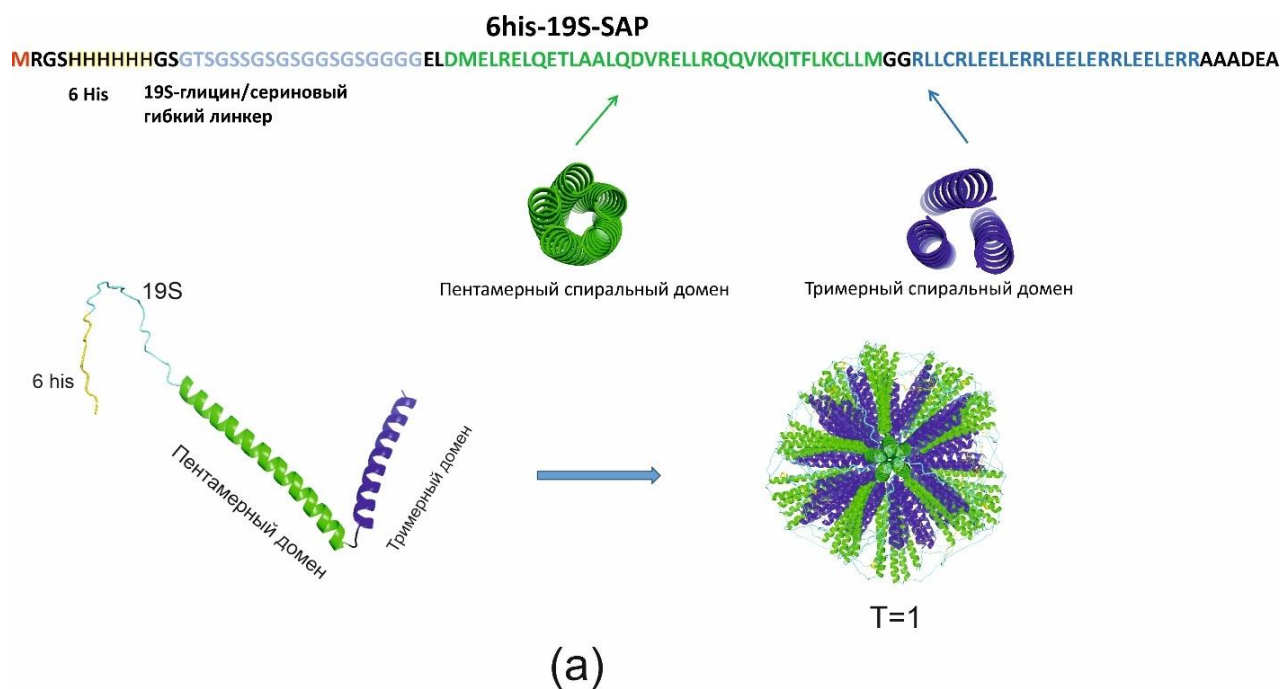 6his-19S-SAP
MRGSHHHHHHGSGTSGSSGSGSGGSGSGGGGELDMELRELQETLAALQDVRELLRQQVKQITFLKCLLMGGRLLCRLEELERRLEELERRLEELERRAAADEA
6 His
19S-глицин/сериновый
гибкий линкер
Пентамерный спиральный домен
Тримерный спиральный домен
19S
6 his
Пентамерный домен
Тримерный домен
T=1
(a)